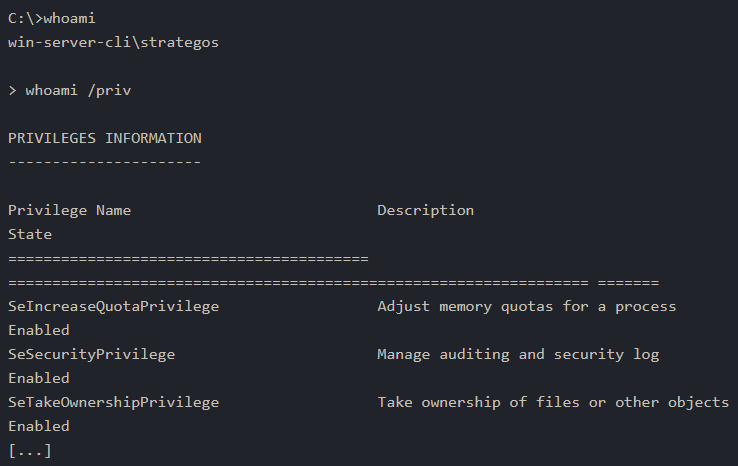 C:\>whoami
win-server-cli\strategos
> whoami /priv
PRIVILEGES INFORMATION
----------------------
Privilege Name                            Description
State
=========================================
================================================================== =======
SeIncreaseQuotaPrivilege                  Adjust memory quotas for a process
Enabled
SeSecurityPrivilege                       Manage auditing and security log
Enabled
SeTakeOwnershipPrivilege                  Take ownership of files or other objects
Enabled
[...]